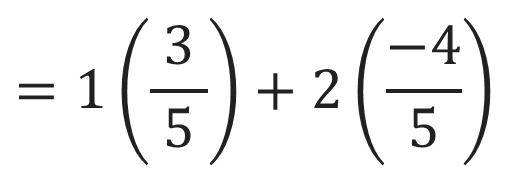 = 1 (3/5) + 2 (−4/5)